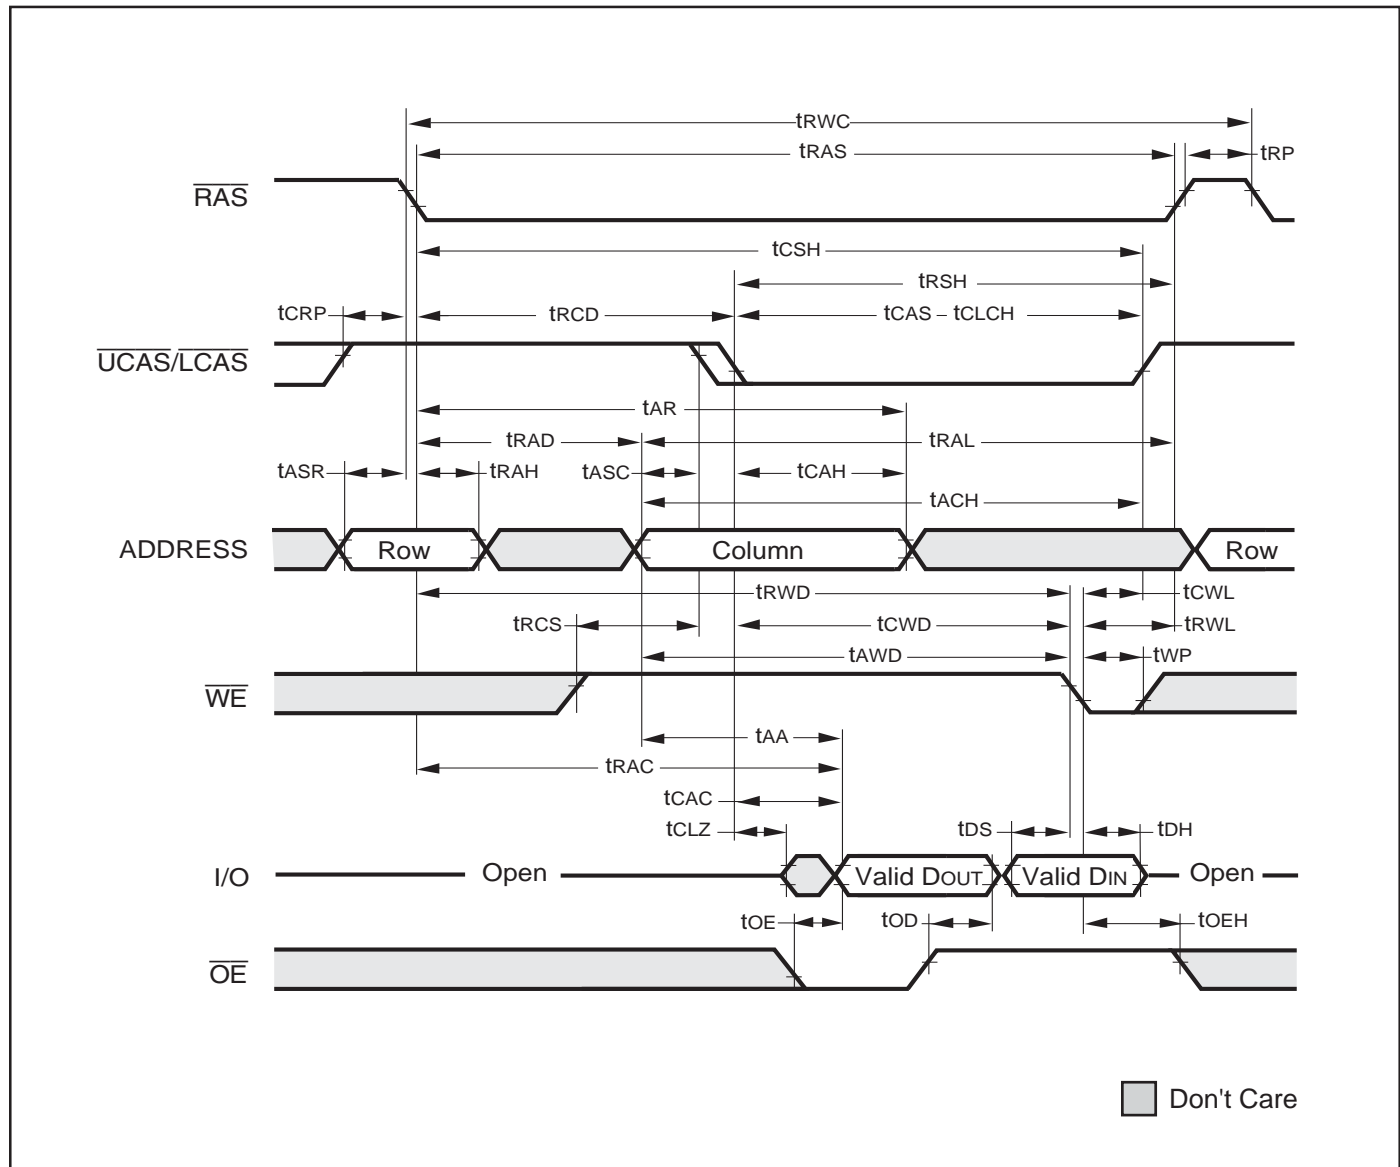 tRWC
tRAS
tRP
RAS
tCSH
tRSH
tCRP
tRCD
tCAS – tCLCH
UCAS/LCAS
tAR
tRAD
tRAL
tASR
tRAH
tASC
tCAH
tACH
ADDRESS
Row
Column
Row
tRWD
tCWL
tRCS
tCWD
tRWL
tAWD
tWP
WE
tAA
tRAC
tCAC
tCLZ
tDS
tDH
I/O
Open
Valid DOUT
Valid DIN
Open
tOE
tOD
tOEH
OE
Don't Care